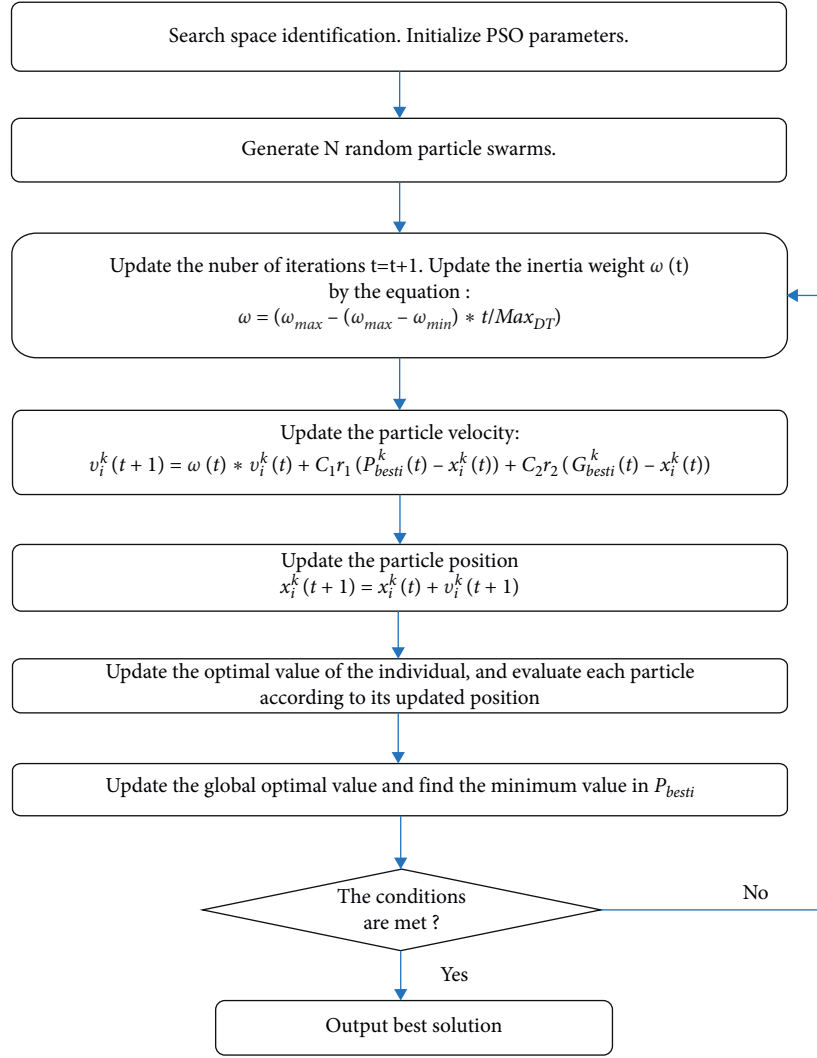 Search space identification. Initialize PSO parameters.
Generate N random particle swarms.
Update the nuber of iterations t=t+1. Update the inertia weight ω (t)
by the equation :
ω = (ω_max – (ω_max – ω_min) * t/Max_DT)
Update the particle velocity:
υ_i^k (t + 1) = ω (t) * υ_i^k (t) + C_1r_1 (P_besti^k (t) – x_i^k (t)) + C_2r_2 (G_besti^k (t) – x_i^k (t))
Update the particle position
x_i^k (t + 1) = x_i^k (t) + υ_i^k (t + 1)
Update the optimal value of the individual, and evaluate each particle
according to its updated position
Update the global optimal value and find the minimum value in P_besti
The conditions
are met ?
No
Yes
Output best solution